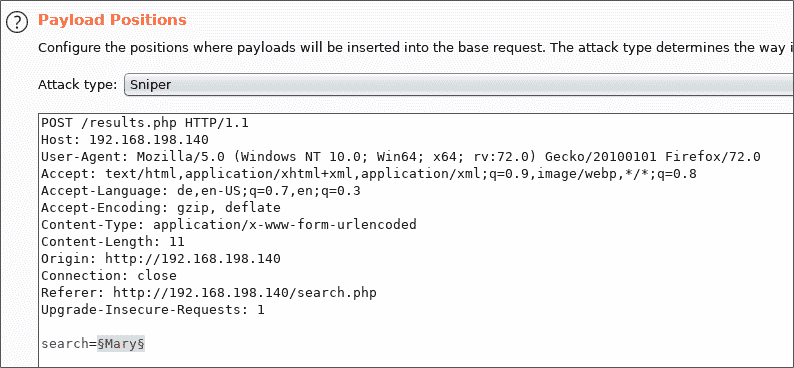 ?
Payload Positions
Configure the positions where payloads will be inserted into the base request. The attack type determines the way i
Attack type: Sniper
POST /results.php HTTP/1.1
Host: 192.168.198.140
User-Agent: Mozilla/5.0 (Windows NT 10.0; Win64; x64; rv:72.0) Gecko/20100101 Firefox/72.0
Accept: text/html,application/xhtml+xml,application/xml;q=0.9,image/webp,*/*;q=0.8
Accept-Language: de,en-US;q=0.7,en;q=0.3
Accept-Encoding: gzip, deflate
Content-Type: application/x-www-form-urlencoded
Content-Length: 11
Origin: http://192.168.198.140
Connection: close
Referer: http://192.168.198.140/search.php
Upgrade-Insecure-Requests: 1
search=§Mary§